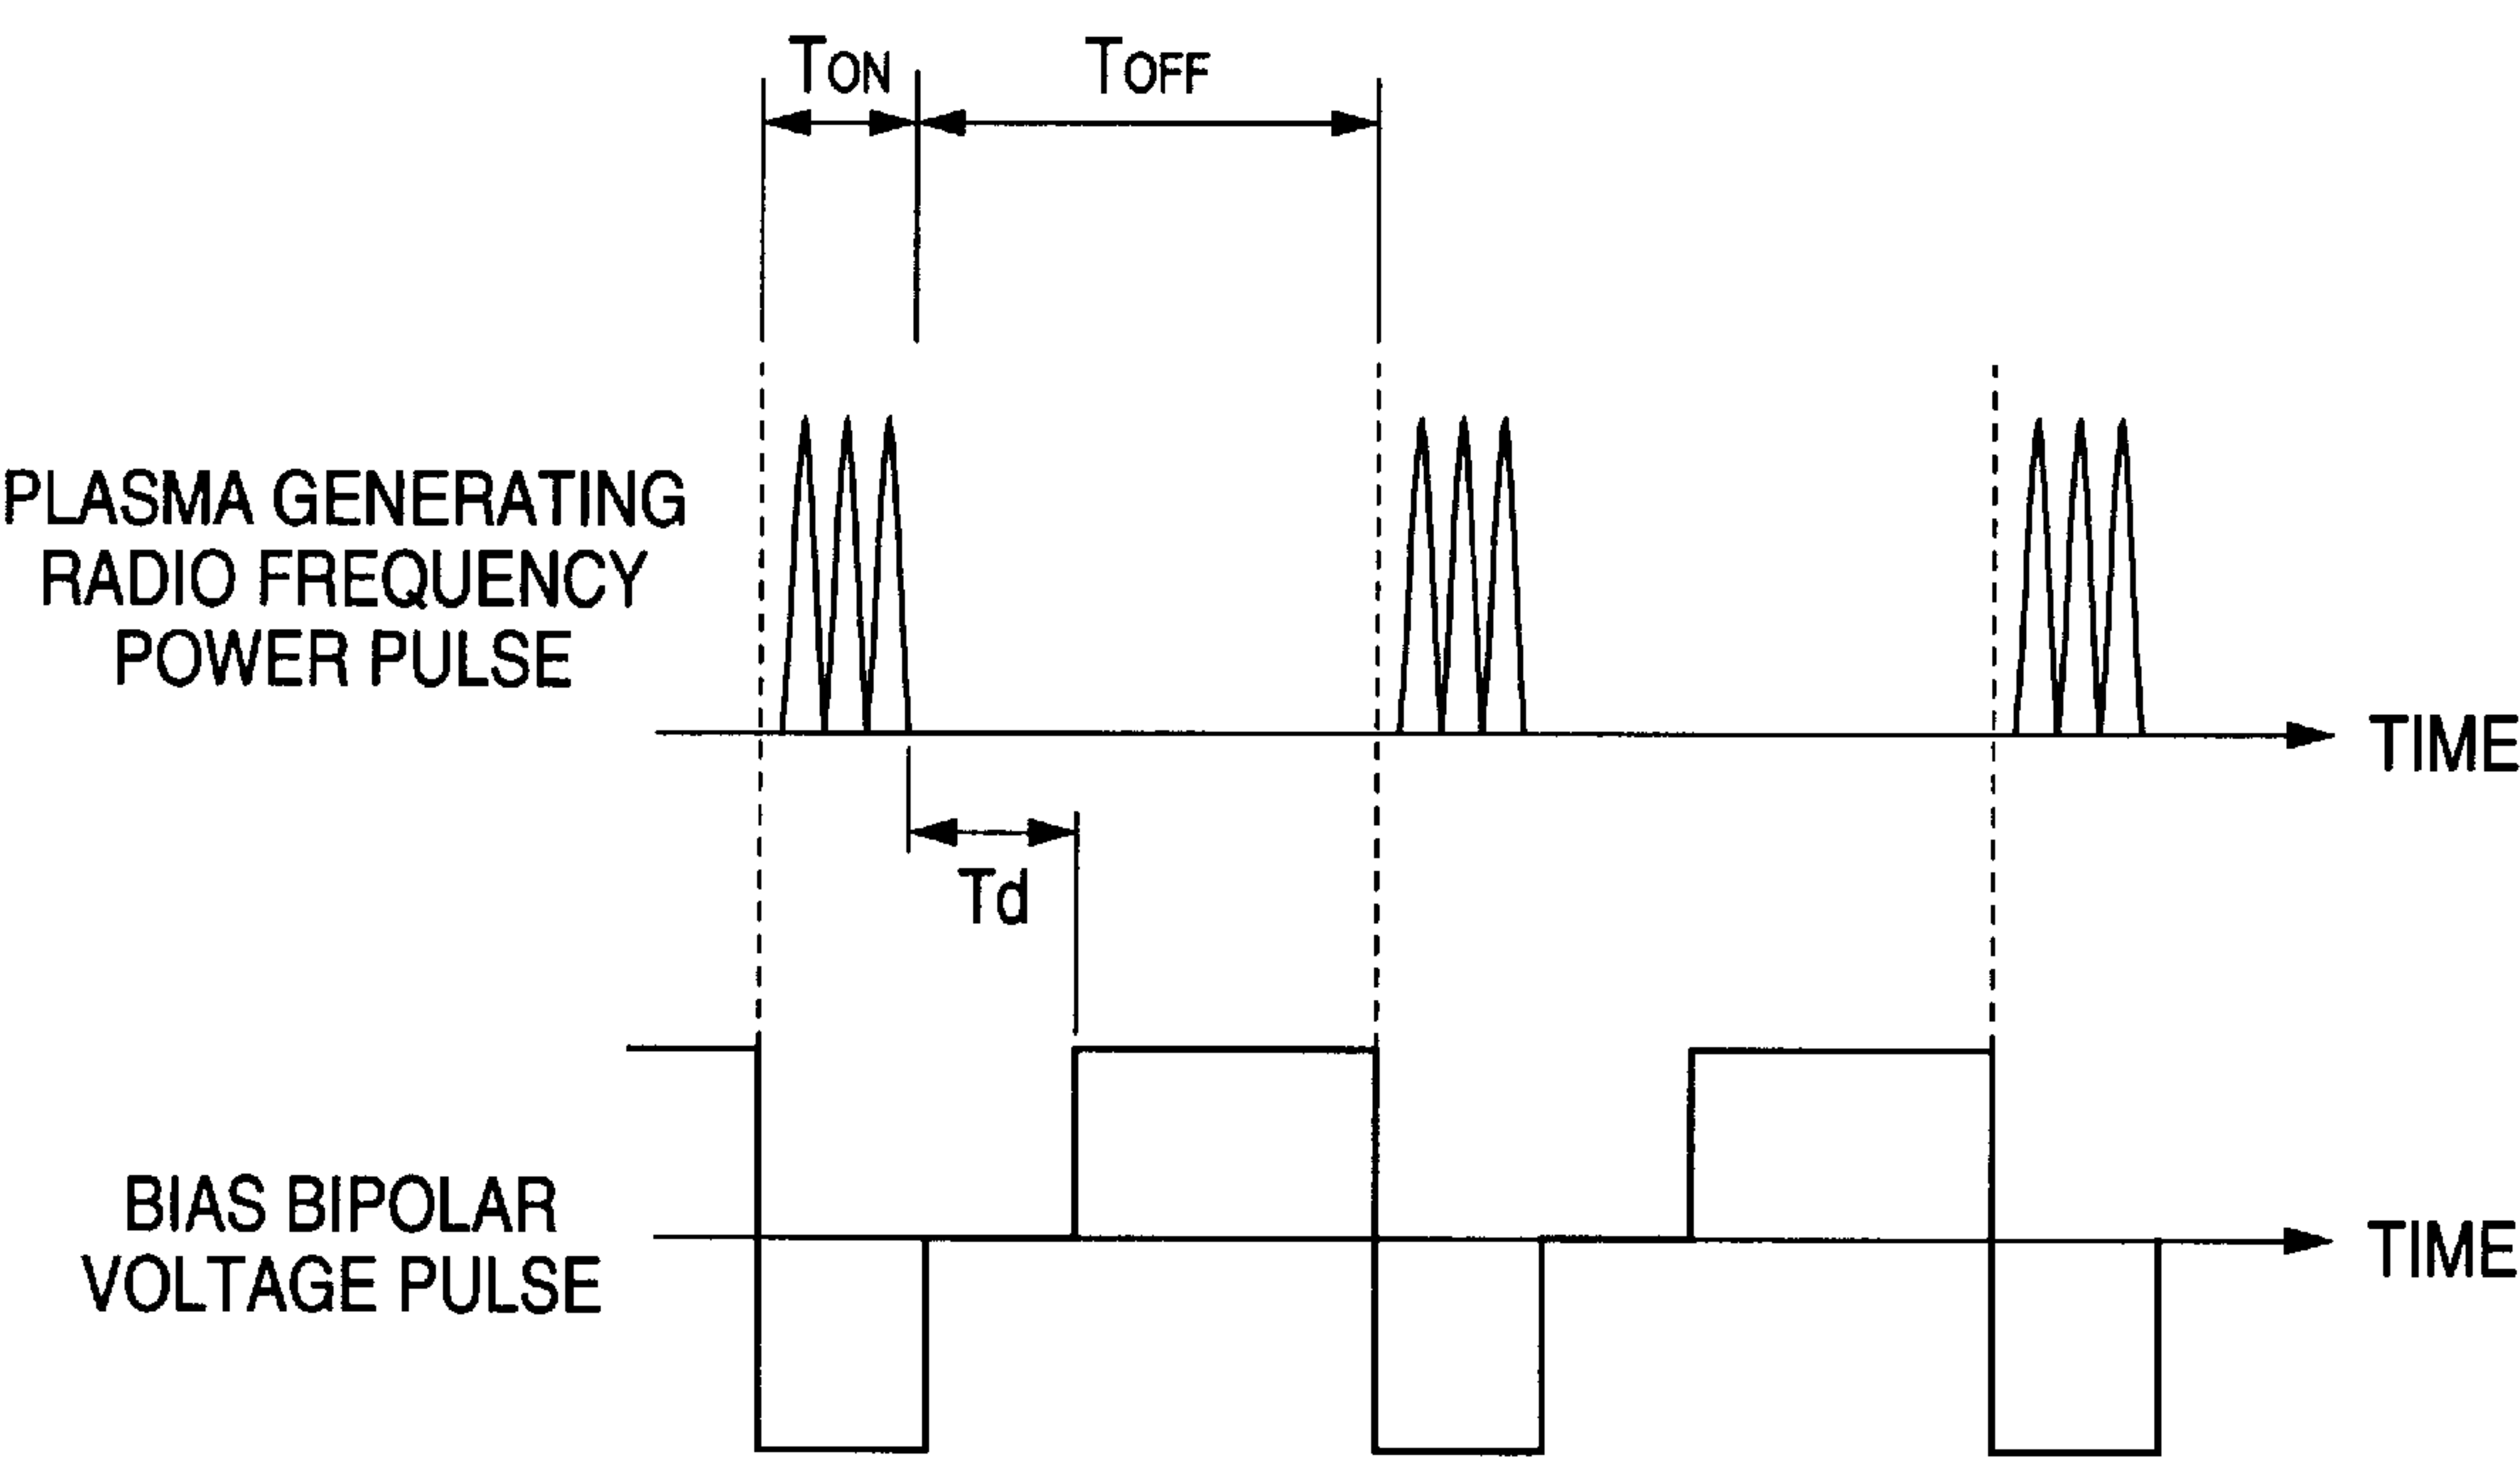 TON
TOFF
PLASMA GENERATING
RADIO FREQUENCY
POWER PULSE
TIME
Td
BIAS BIPOLAR
VOLTAGE PULSE
TIME